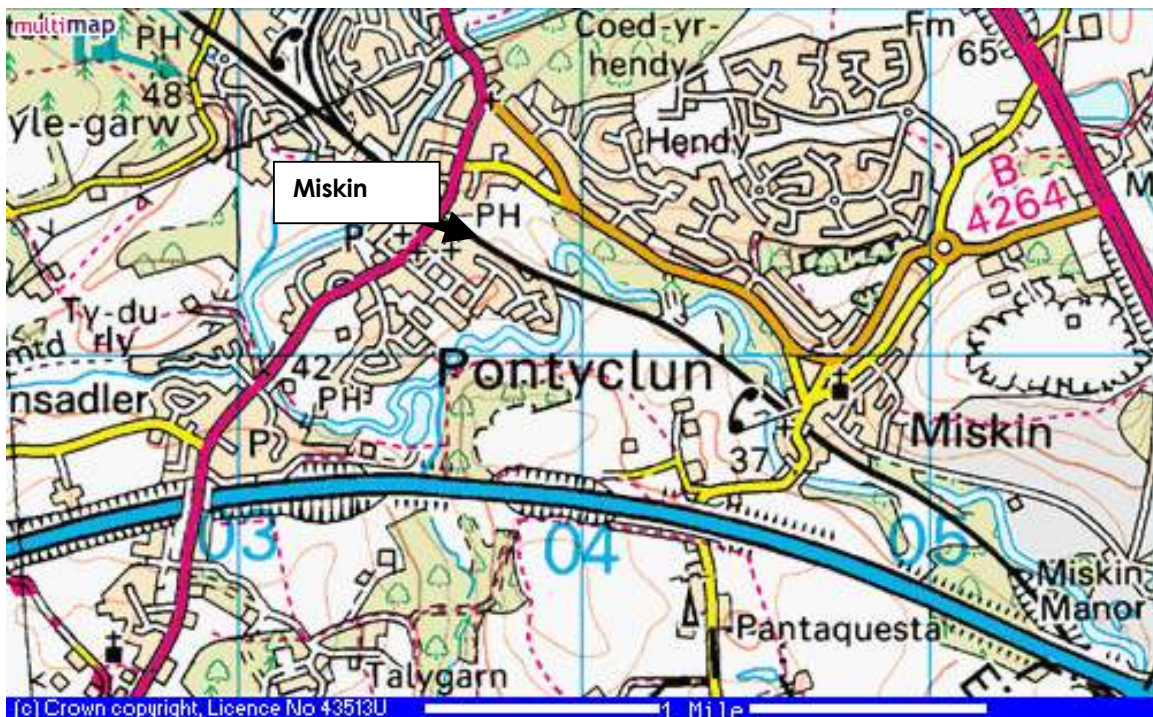 multimap
PH
Coed-yr-
hendy
Fm
65
48
yle-garw
Hendy
Miskin
B
4264
M
PH
P
Ty-du
rly
mtd
Pontyclun
nsadler
42
PH
Miskin
P
37
03
04
05
Miskin
Manor
Pantaquesta
Talygarn
(c) Crown copyright, Licence No 43513U
1 Mile